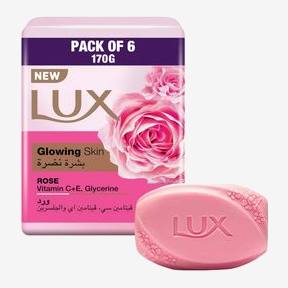 PACK OF 6
170G
NEW
LUX
Glowing Skin
بشرة نضرة
ROSE
Vitamin C+E, Glycerine
ورد
فيتامين سي، فيتامين اي والجلسرين
LUX